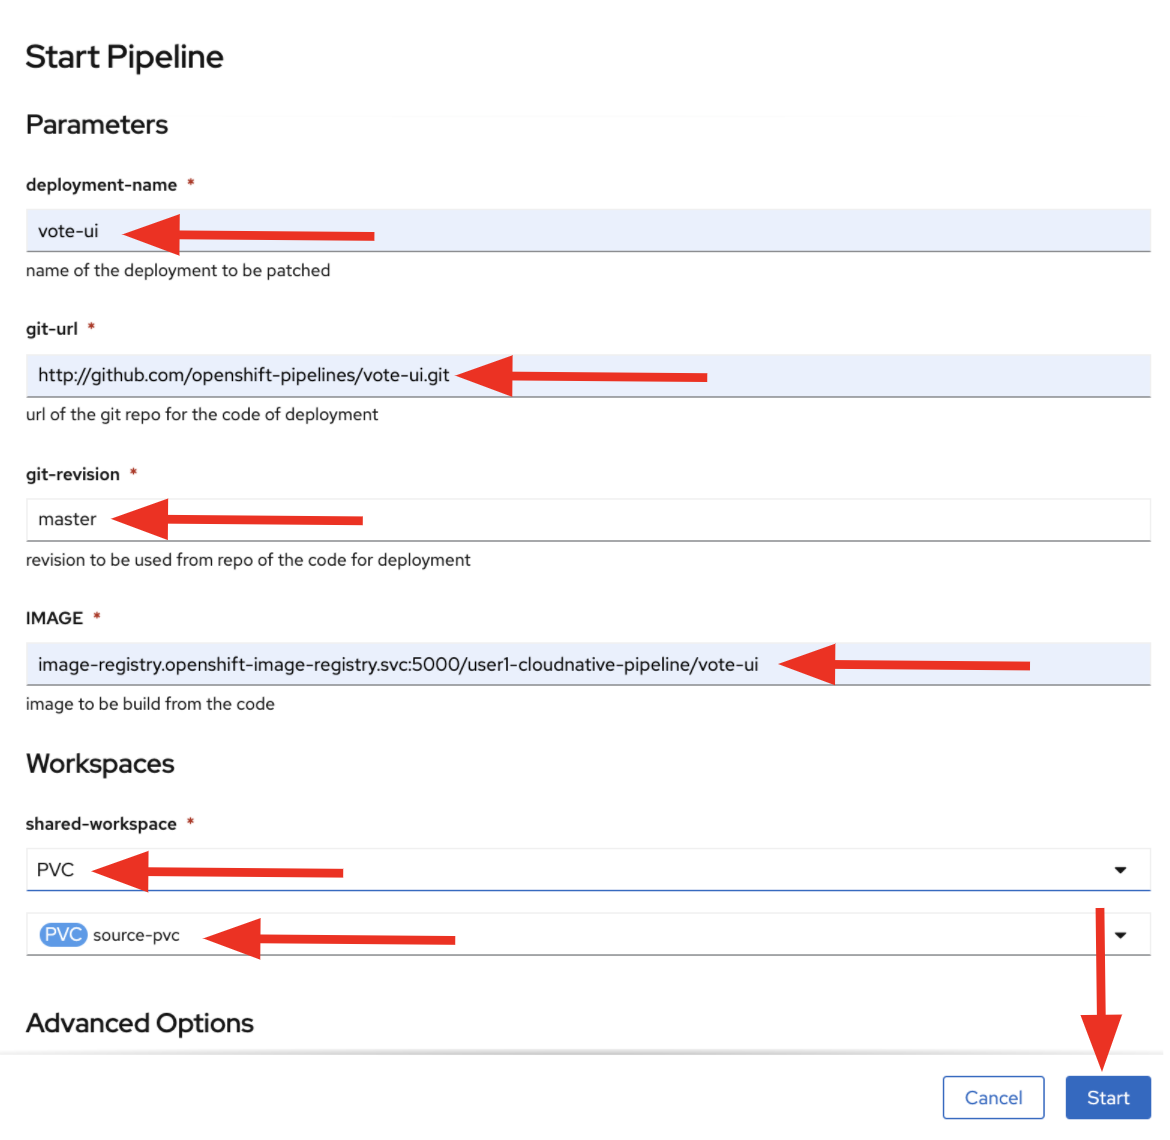 Start Pipeline
Parameters
deployment-name *
vote-ui
name of the deployment to be patched
git-url *
http://github.com/openshift-pipelines/vote-ui.git
url of the git repo for the code of deployment
git-revision *
master
revision to be used from repo of the code for deployment
IMAGE *
image-registry.openshift-image-registry.svc:5000/user1-cloudnative-pipeline/vote-ui
image to be build from the code
Workspaces
shared-workspace *
PVC
PVC source-pvc
Advanced Options
Cancel Start